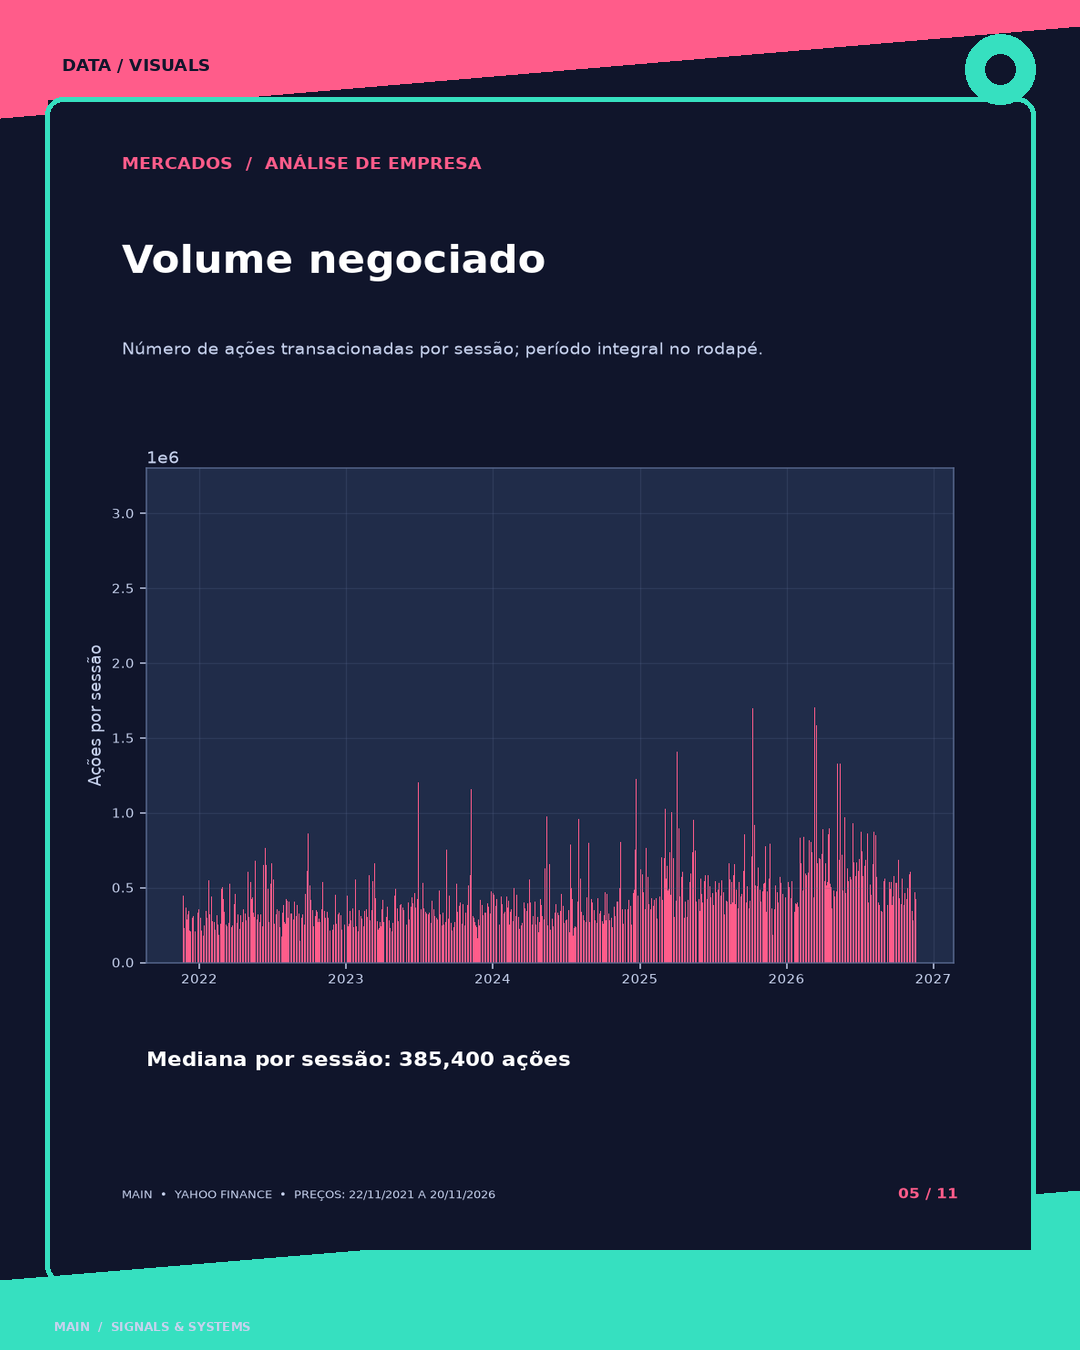 DATA / VISUALS
MERCADOS / ANÁLISE DE EMPRESA
Volume negociado
Número de ações transacionadas por sessão; período integral no rodapé.
1e6
3.0
2.5
2.0
1.5
1.0
0.5
0.0
Ações por sessão
2022 2023 2024 2025 2026 2027
Mediana por sessão: 385,400 ações
MAIN • YAHOO FINANCE • PREÇOS: 22/11/2021 A 20/11/2026
05 / 11
MAIN / SIGNALS & SYSTEMS